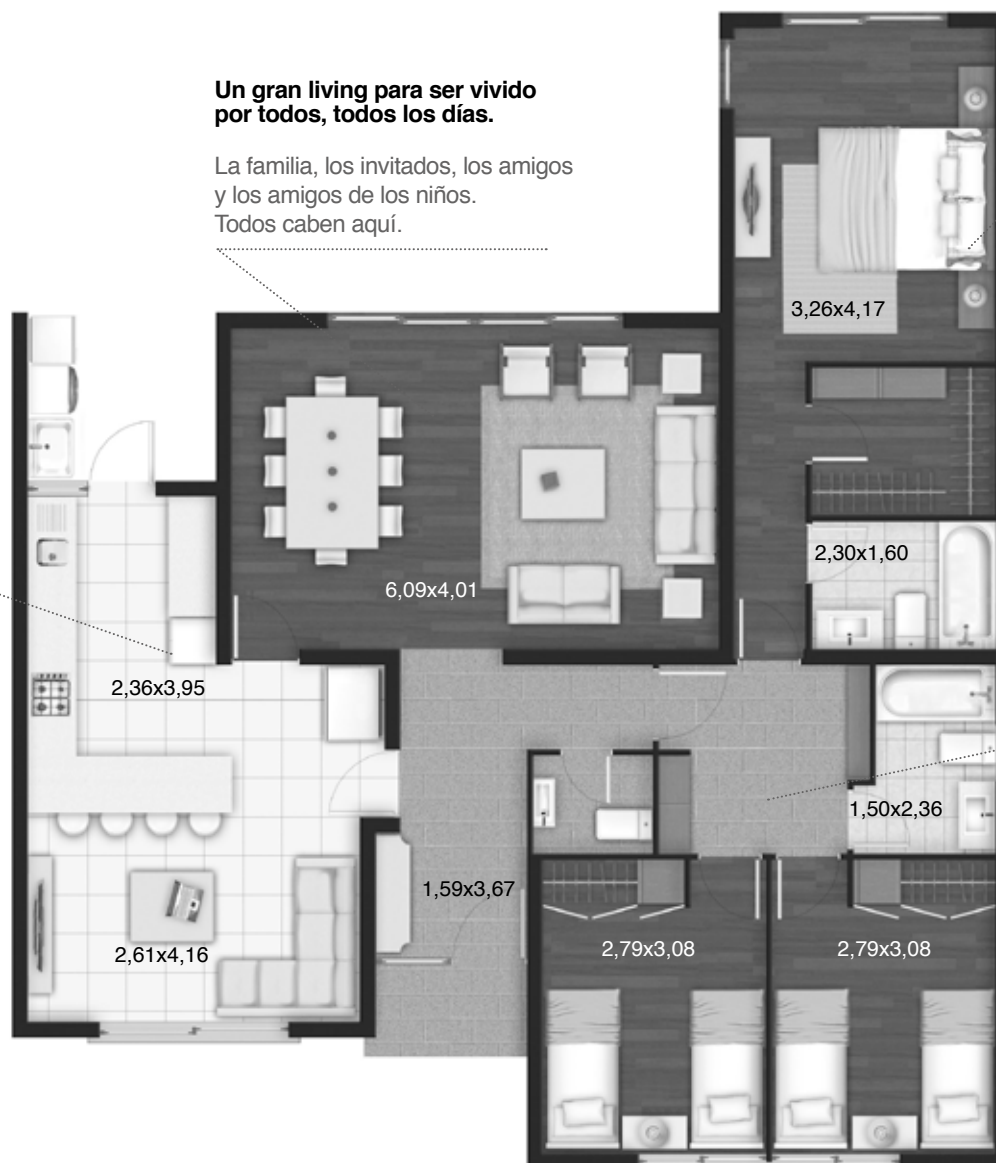 Un gran living para ser vivido
por todos, todos los días.
La familia, los invitados, los amigos
y los amigos de los niños.
Todos caben aquí.
3,26x4,17
2,30x1,60
6,09x4,01
2,36x3,95
1,50x2,36
1,59x3,67
2,79x3,08
2,79x3,08
2,61x4,16